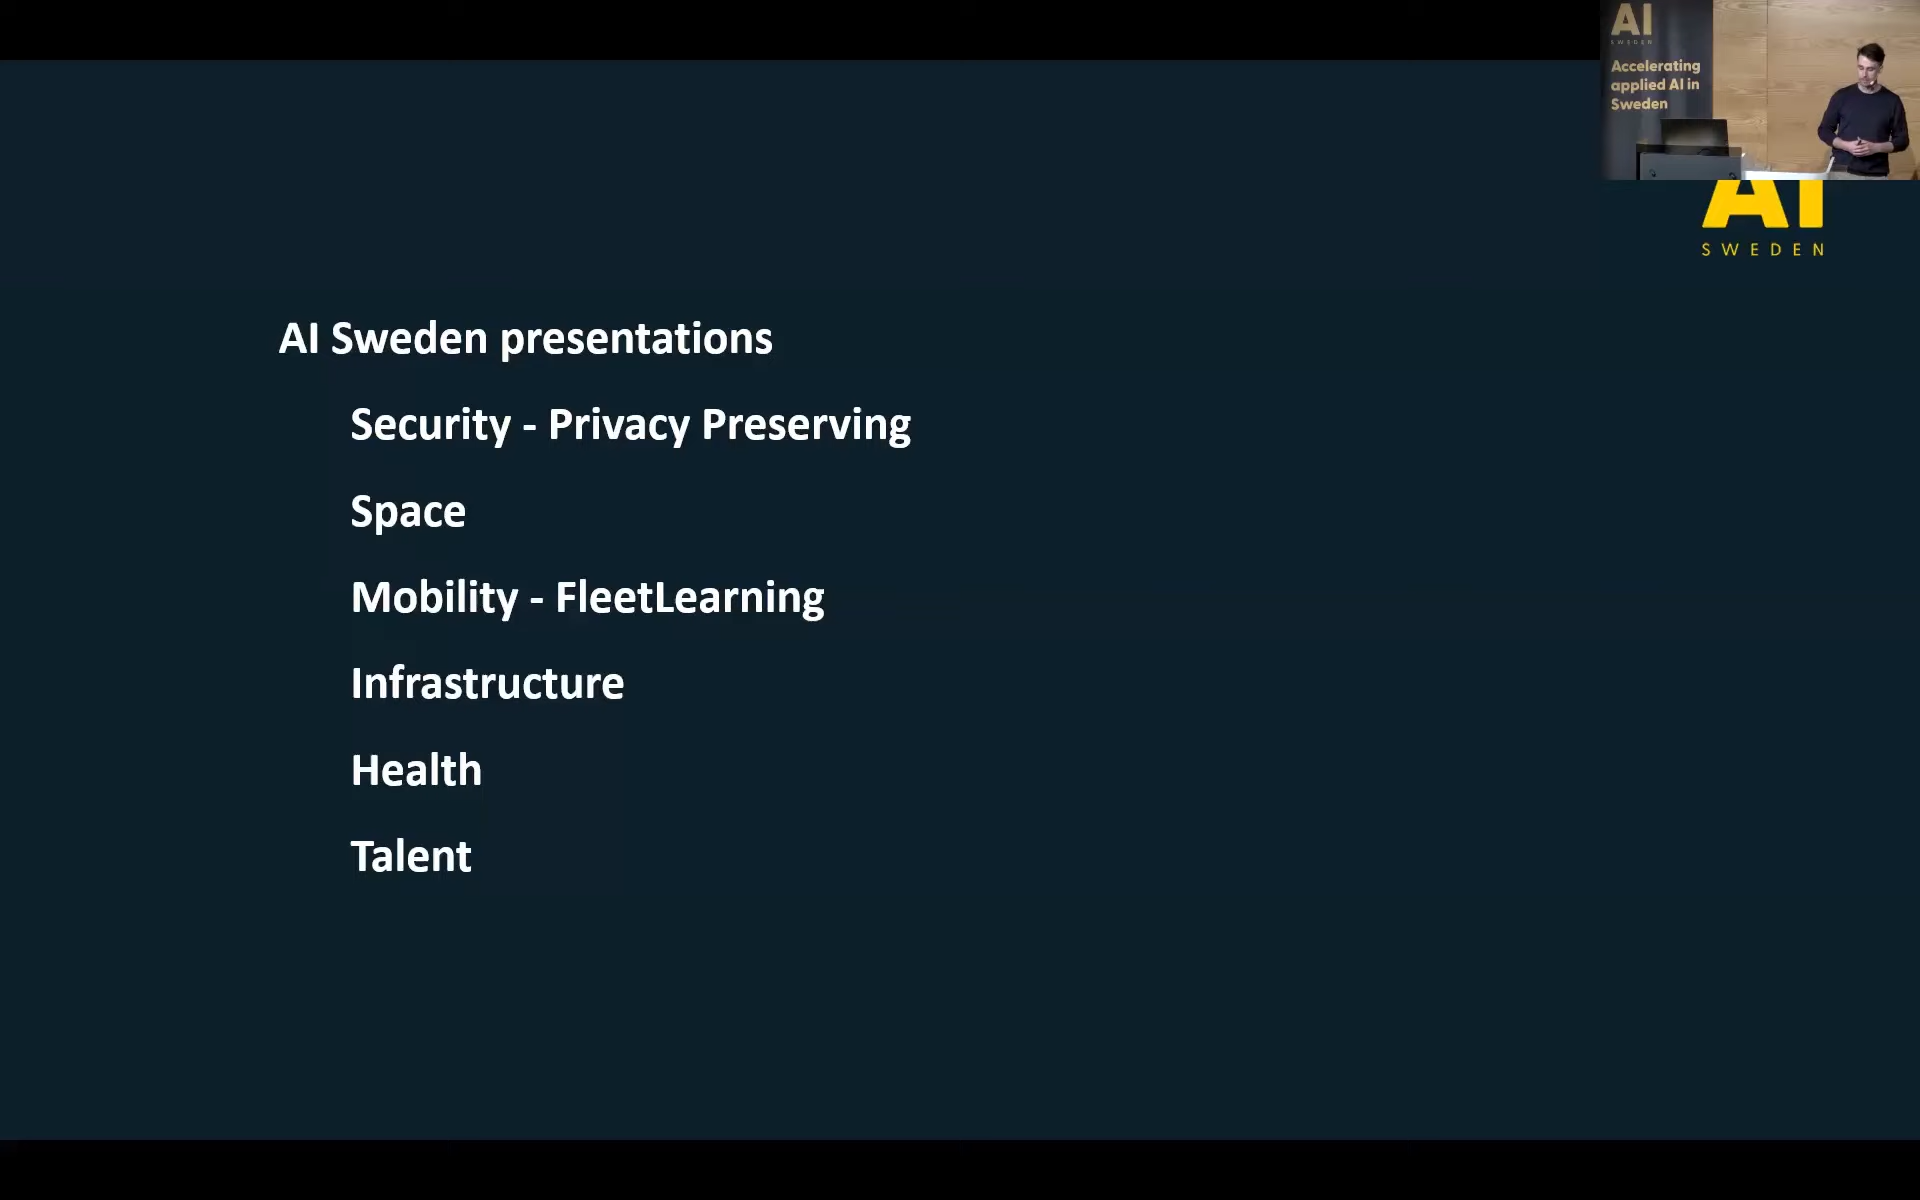 AI
SWEDEN
Accelerating
applied AI in
Sweden
AI
SWEDEN
AI Sweden presentations
Security - Privacy Preserving
Space
Mobility - FleetLearning
Infrastructure
Health
Talent